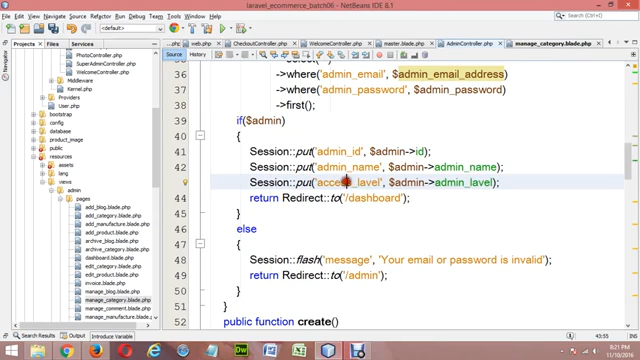 laravel_ecommerce_batch06 - NetBeans IDE 8.1
File Edit View Navigate Source Refactor Run Debug Team Tools Window Help
<default>
Projects Files Services
...php web.php CheckoutController.php WelcomeController.php master.blade.php AdminController.php manage_category.blade.php
Source History
PhotoController.php
SuperAdminController.php
WelcomeController.php
Middleware
Kernel.php
Providers
User.php
bootstrap
config
database
public
resources
assets
lang
views
admin
pages
add_blog.blade.php
add_category.blade.php
add_manufacture.blade.php
add_product.blade.php
archive_blog.blade.php
archive_category.blade.php
dashboard.blade.php
edit_category.blade.php
edit_product.blade.php
invoice.blade.php
manage_blog.blade.php
manage_category.blade.php
manage_comment.blade.php
36 ->where('admin_email', $admin_email_address)
37 ->where('admin_password', $admin_password)
38 ->first();
39 if($admin)
40 {
41 Session::put('admin_id', $admin->id);
42 Session::put('admin_name', $admin->admin_name);
Session::put('access_lavel', $admin->admin_lavel);
44 return Redirect::to('/dashboard');
45 }
46 else
47 {
48 Session::flash('message', 'Your email or password is invalid');
49 return Redirect::to('/admin');
50 }
51 }
52 public function create()
Search Results Output Introduce Variable
43:55 INS
9:21 PM
11/10/2016